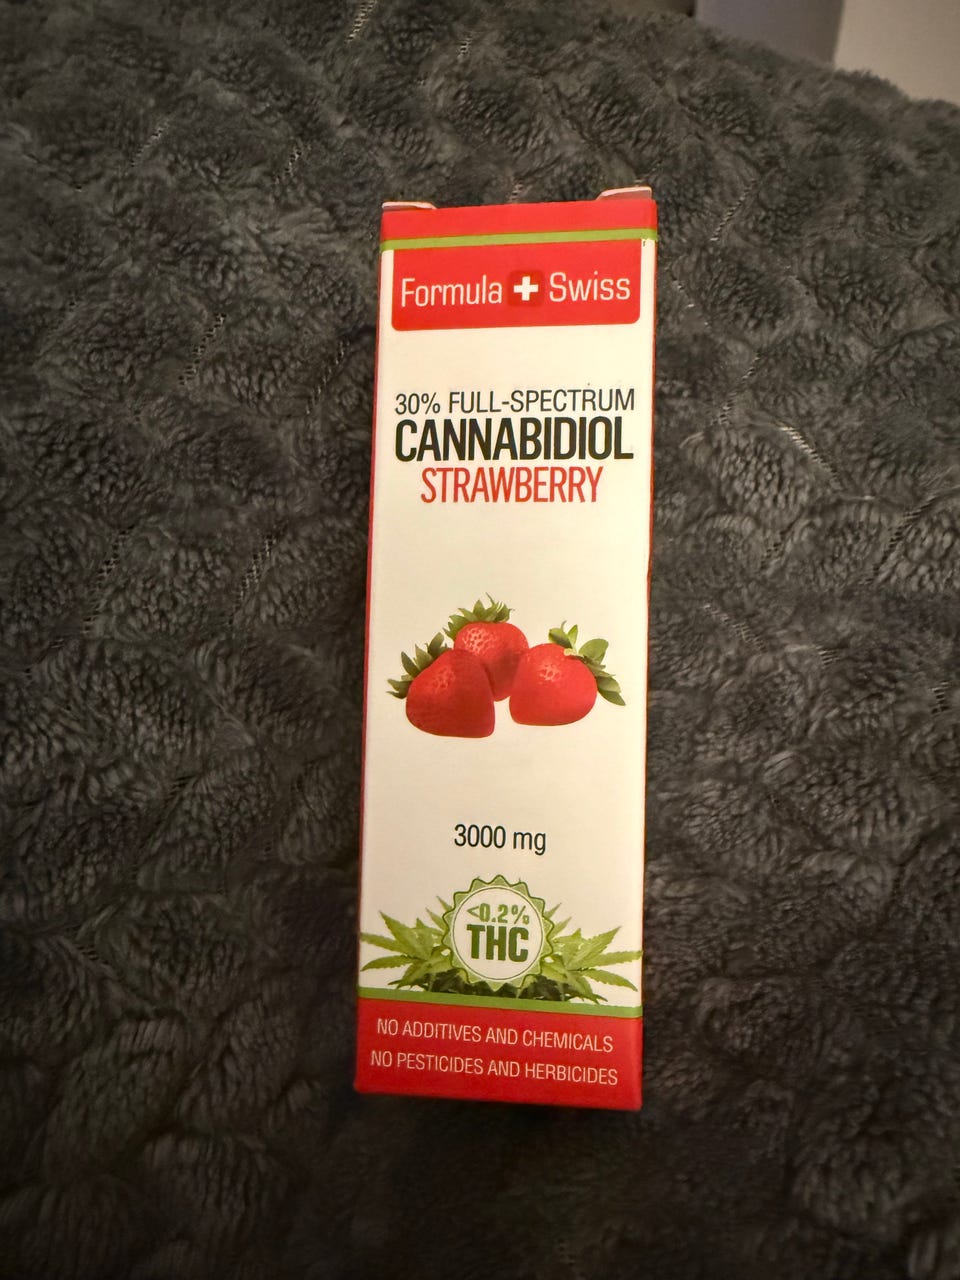 Formula + Swiss
30% FULL-SPECTRUM
CANNABIDIOL
STRAWBERRY
3000 mg
<0.2%
THC
NO ADDITIVES AND CHEMICALS
NO PESTICIDES AND HERBICIDES